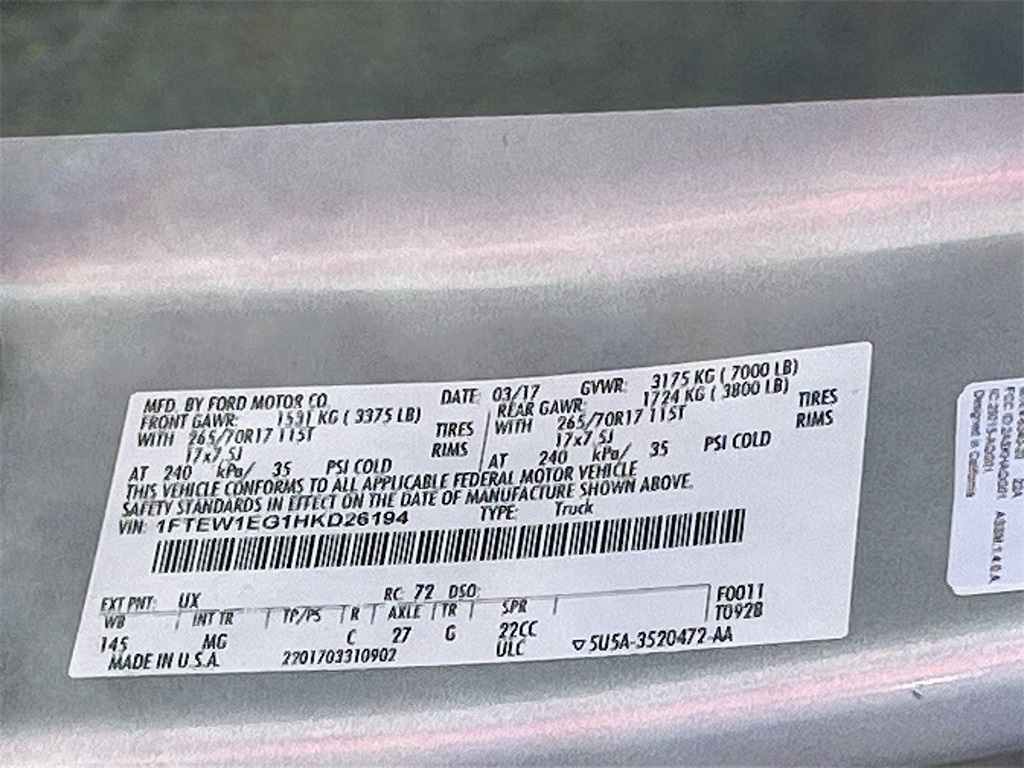 MFD. BY FORD MOTOR CO.
DATE: 03/17 GVWR: 3175 KG ( 7000 LB)
FRONT GAWR: 1531 KG ( 3375 LB)
WITH 265/70R17 115T TIRES
17x7.5J RIMS
AT 240 kPa/ 35 PSI COLD
REAR GAWR: 1724 KG ( 3800 LB)
WITH 265/70R17 115T TIRES
17x7.5J RIMS
AT 240 kPa/ 35 PSI COLD
THIS VEHICLE CONFORMS TO ALL APPLICABLE FEDERAL MOTOR VEHICLE
SAFETY STANDARDS IN EFFECT ON THE DATE OF MANUFACTURE SHOWN ABOVE.
VIN: 1FTEW1EG1HKD26194 TYPE: Truck
EXT PNT: UX RC: 72 DSO: F0011
WB INT TR TP/PS R AXLE TR SPR T0928
145 MG C 27 G 22CC
ULC ▽5U5A-3520472-AA
MADE IN U.S.A. 2201703310902
Designed in California